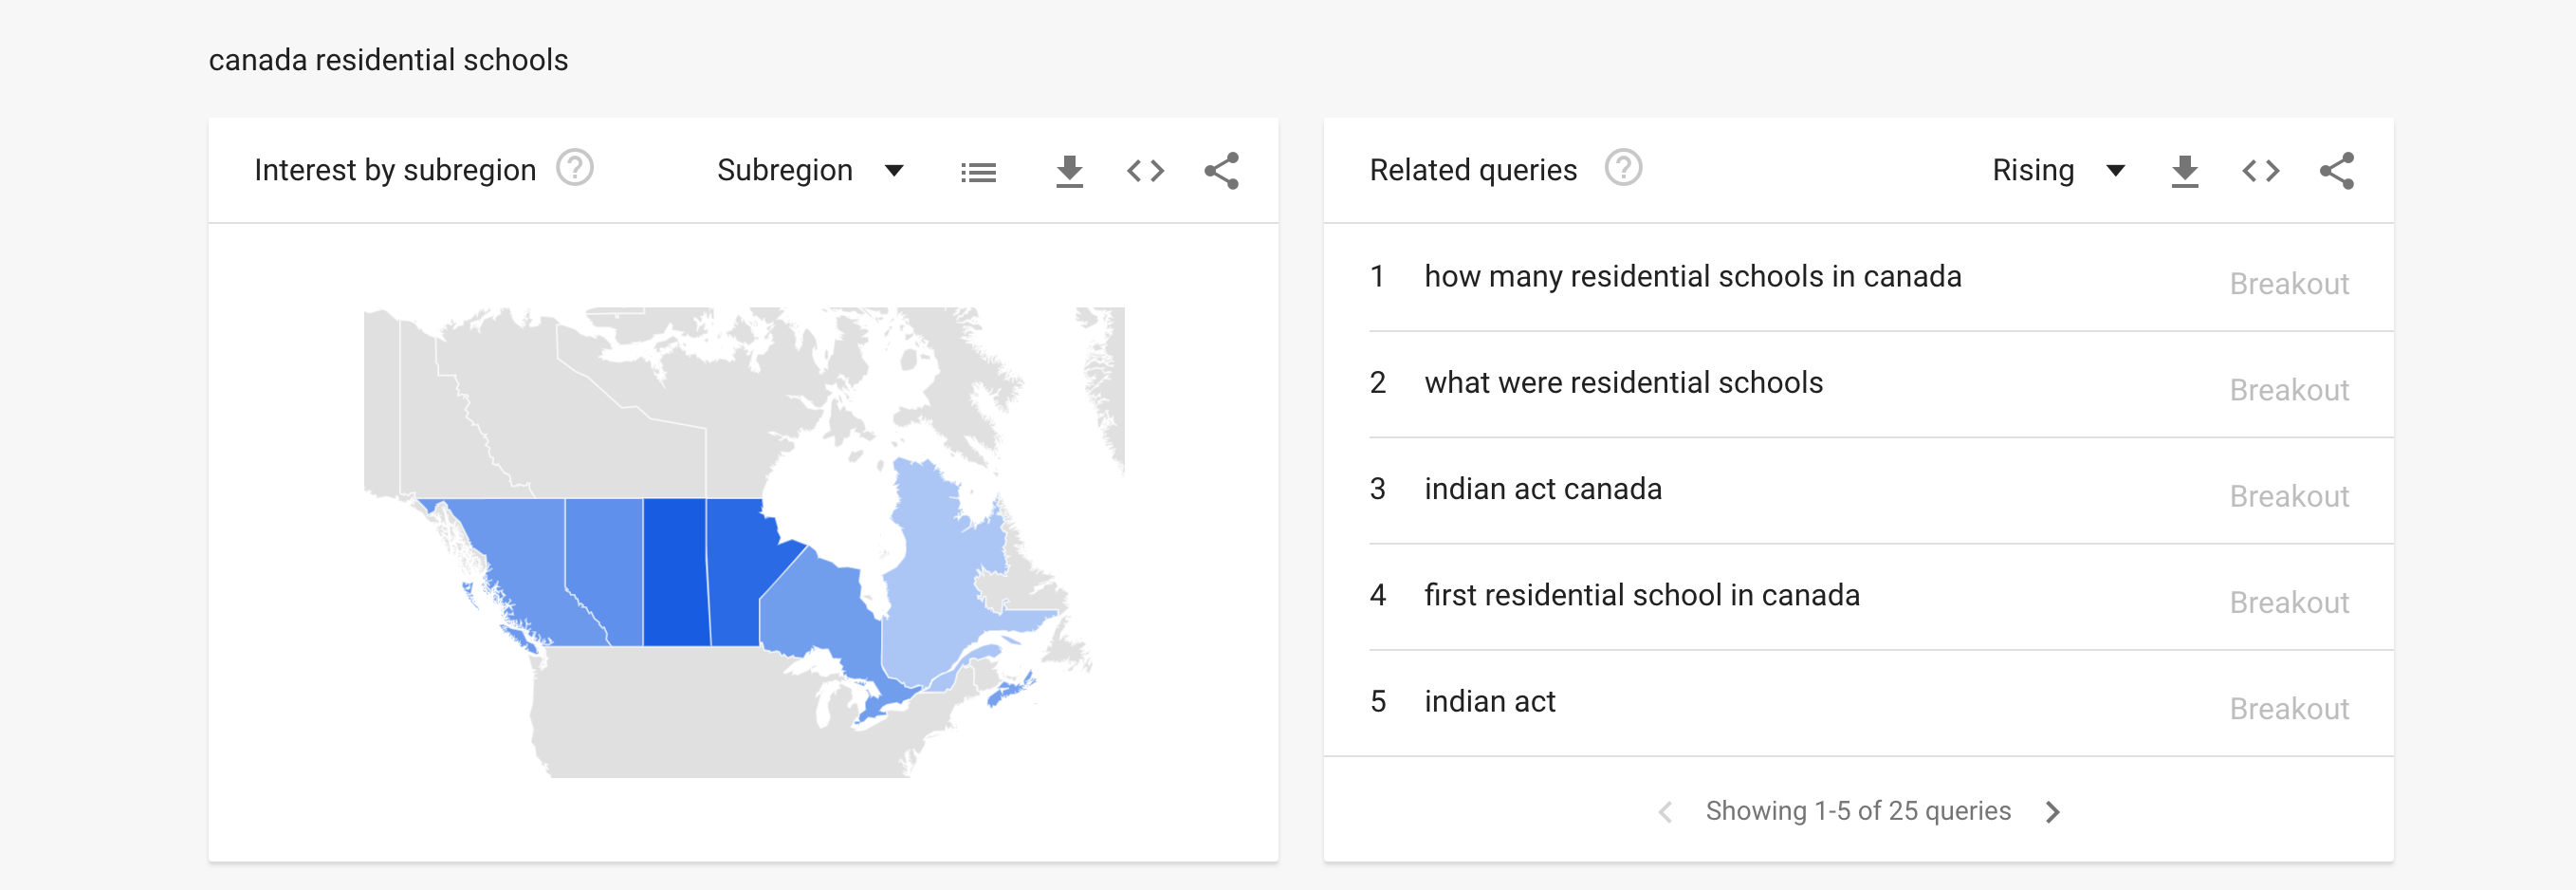 canada residential schools
Interest by subregion ? Subregion
Related queries ? Rising
1 how many residential schools in canada Breakout
2 what were residential schools Breakout
3 indian act canada Breakout
4 first residential school in canada Breakout
5 indian act Breakout
Showing 1-5 of 25 queries